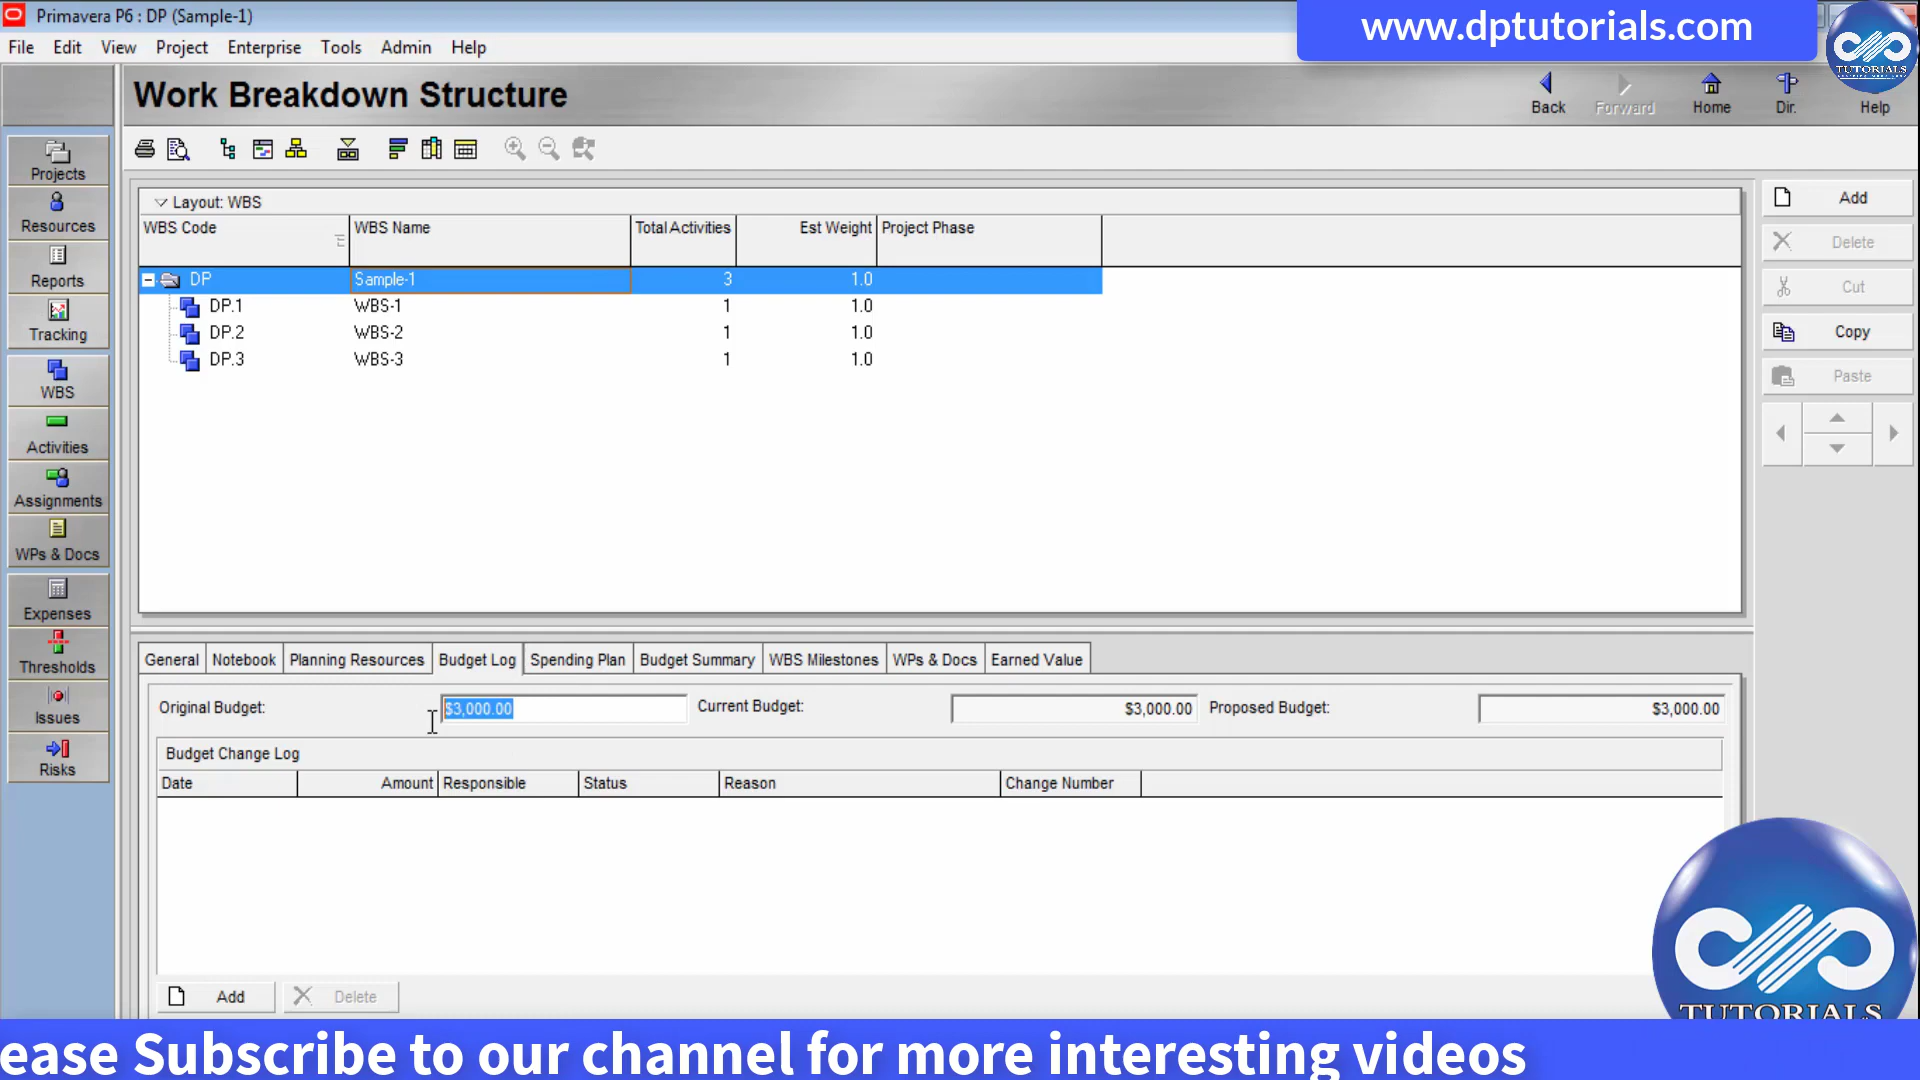 Primavera P6 : DP (Sample-1)
www.dptutorials.com
File Edit View Project Enterprise Tools Admin Help
TUTORIALS
Work Breakdown Structure
Back Forward Home Dir. Help
Projects
Resources
Reports
Tracking
WBS
Activities
Assignments
WPs & Docs
Expenses
Thresholds
Issues
Risks
Layout: WBS
WBS Code WBS Name Total Activities Est Weight Project Phase
DP Sample-1 3 1.0
DP.1 WBS-1 1 1.0
DP.2 WBS-2 1 1.0
DP.3 WBS-3 1 1.0
Add
Delete
Cut
Copy
Paste
General Notebook Planning Resources Budget Log Spending Plan Budget Summary WBS Milestones WPs & Docs Earned Value
Original Budget: $3,000.00 Current Budget: $3,000.00 Proposed Budget: $3,000.00
Budget Change Log
Date Amount Responsible Status Reason Change Number
Add Delete
TUTORIALS
ease Subscribe to our channel for more interesting videos